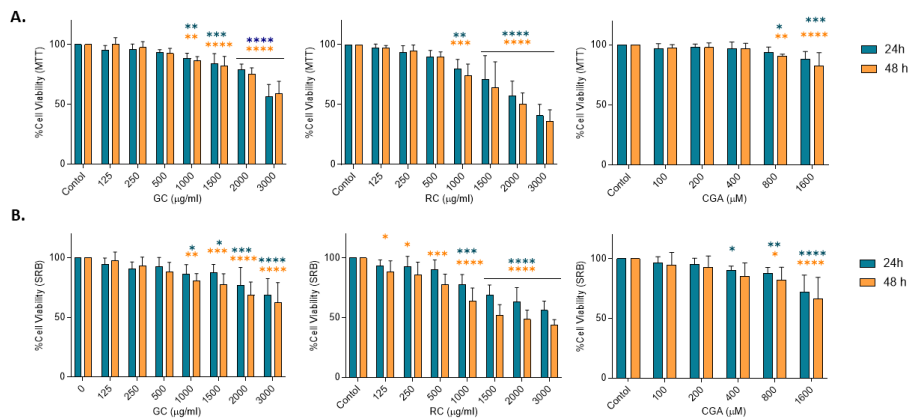 A.
** *** ****
** **** ****
%Cell Viability (MTT)
100
50
0
Contol 125 250 500 1000 1500 2000 3000
GC (µg/ml)
** ****
*** ****
%Cell Viability (MTT)
100
50
0
Contol 125 250 500 1000 1500 2000 3000
RC (µg/ml)
* ***
** ****
%Cell Viability (MTT)
100
50
0
Contol 100 200 400 800 1600
CGA (µM)
24h
48 h
B.
* * *** ****
** *** **** ****
%Cell Viability (SRB)
100
50
0
0 125 250 500 1000 1500 2000 3000
GC (µg/ml)
* * *** *** ****
**** ****
%Cell Viability (SRB)
100
50
0
Contol 125 250 500 1000 1500 2000 3000
RC (µg/ml)
* ** ****
* ****
%Cell Viability (SRB)
100
50
0
Contol 100 200 400 800 1600
CGA (µM)
24h
48 h